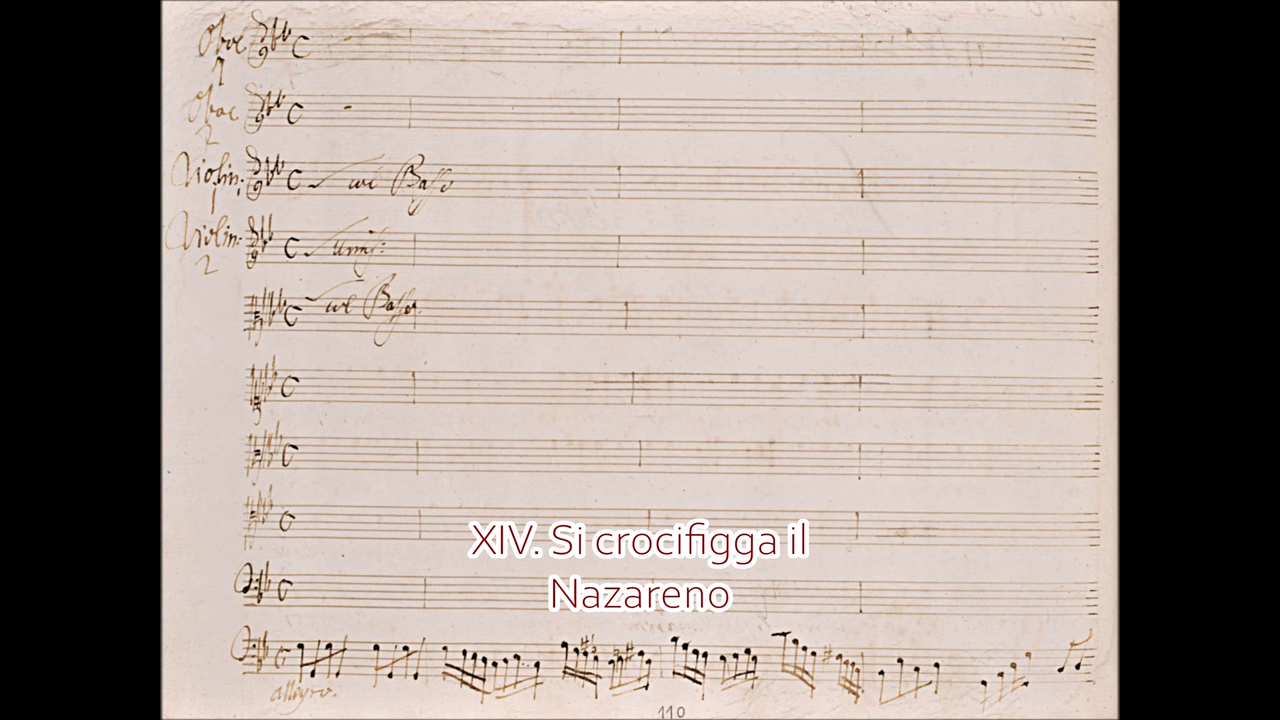 Oboe
1
Oboe
2
Violin:
1
col Basso
Violin:
2
unis:
col Basso.
XIV. Si crocifigga il
Nazareno
allegro.
110